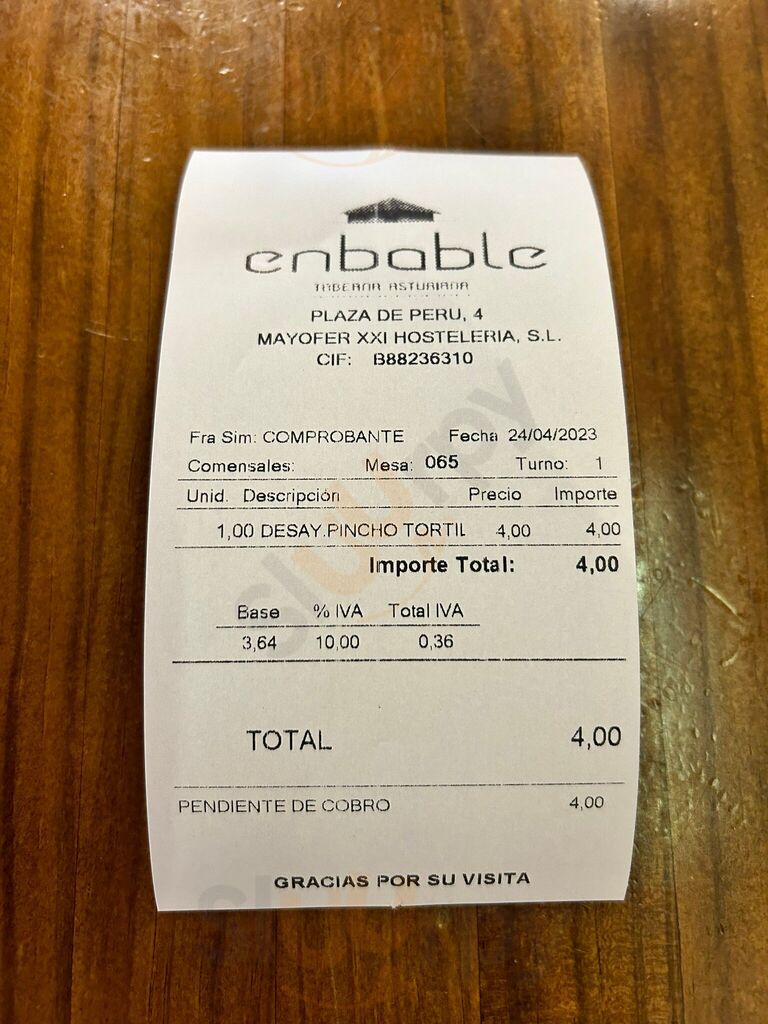 enbable
TABERNA ASTURIANA
PLAZA DE PERU, 4
MAYOFER XXI HOSTELERIA, S.L.
CIF: B88236310
Fra Sim: COMPROBANTE Fecha 24/04/2023
Comensales: Mesa: 065 Turno: 1
Unid. Descripción Precio Importe
1,00 DESAY.PINCHO TORTIL 4,00 4,00
Importe Total: 4,00
Base % IVA Total IVA
3,64 10,00 0,36
TOTAL 4,00
PENDIENTE DE COBRO 4,00
GRACIAS POR SU VISITA
Sluurpy